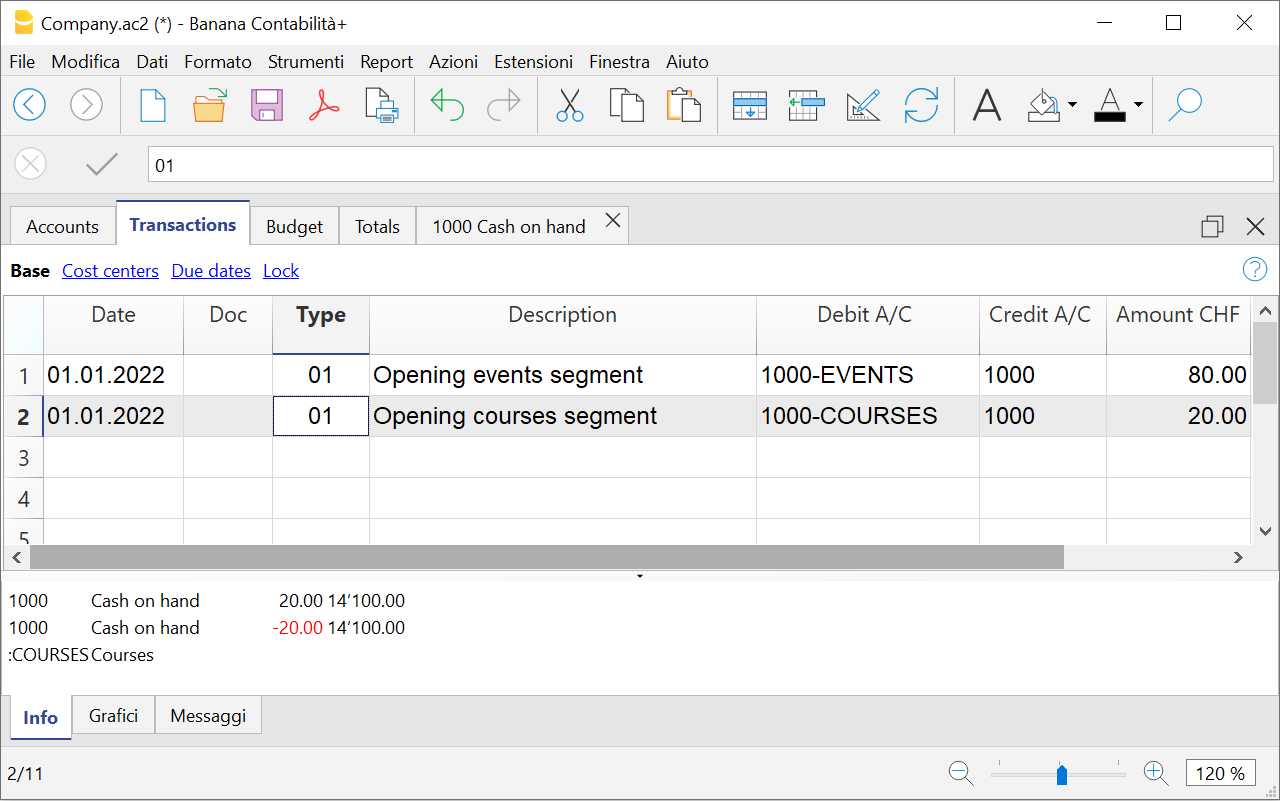 Company.ac2 (*) - Banana Contabilità+
File Modifica Dati Formato Strumenti Report Azioni Estensioni Finestra Aiuto
01
Accounts Transactions Budget Totals 1000 Cash on hand
Base Cost centers Due dates Lock
Date Doc Type Description Debit A/C Credit A/C Amount CHF
1 01.01.2022 01 Opening events segment 1000-EVENTS 1000 80.00
2 01.01.2022 01 Opening courses segment 1000-COURSES 1000 20.00
3
4
5
1000 Cash on hand 20.00 14’100.00
1000 Cash on hand -20.00 14’100.00
:COURSES Courses
Info Grafici Messaggi
2/11 120 %